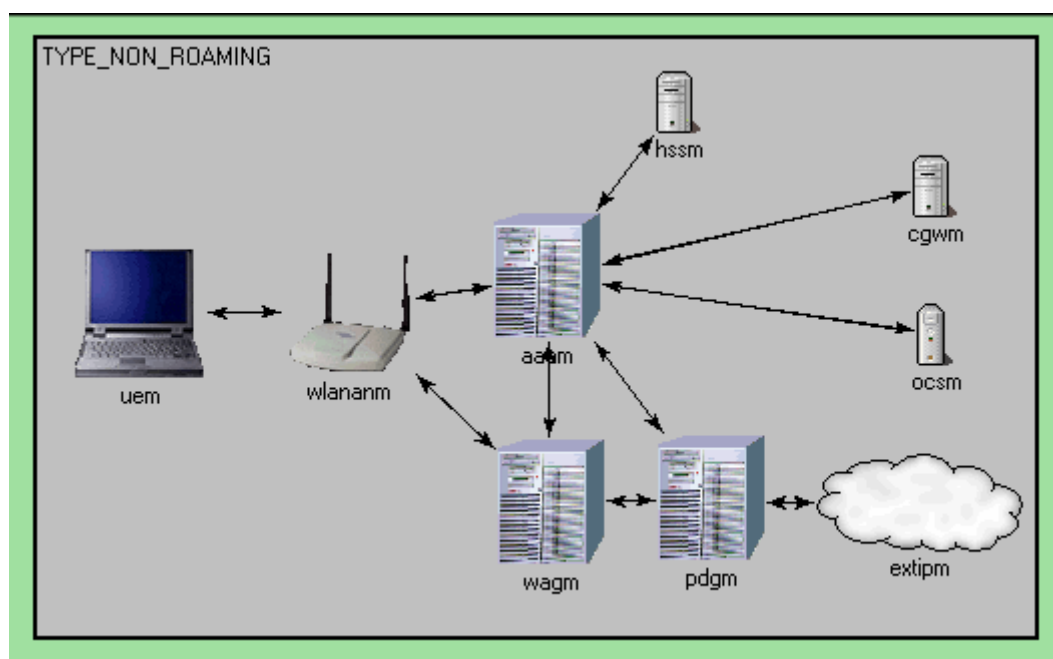 TYPE_NON_ROAMING
hssm
cgwm
aaam
ocsm
uem
wlananm
wagm
pdgm
extipm